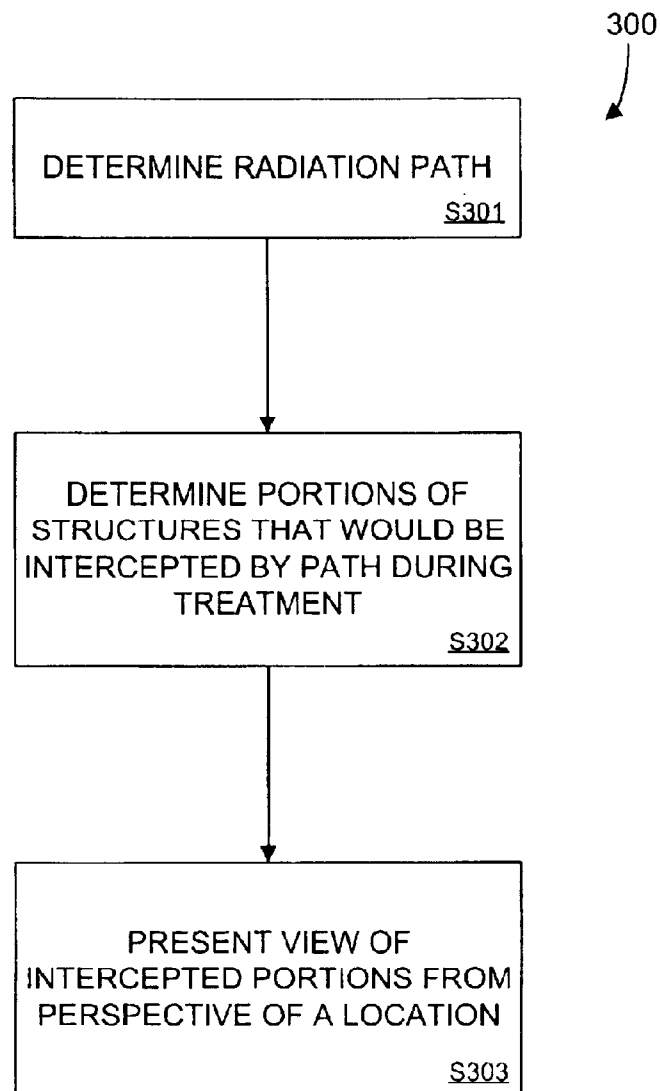 300
DETERMINE RADIATION PATH
S301
DETERMINE PORTIONS OF
STRUCTURES THAT WOULD BE
INTERCEPTED BY PATH DURING
TREATMENT
S302
PRESENT VIEW OF
INTERCEPTED PORTIONS FROM
PERSPECTIVE OF A LOCATION
S303